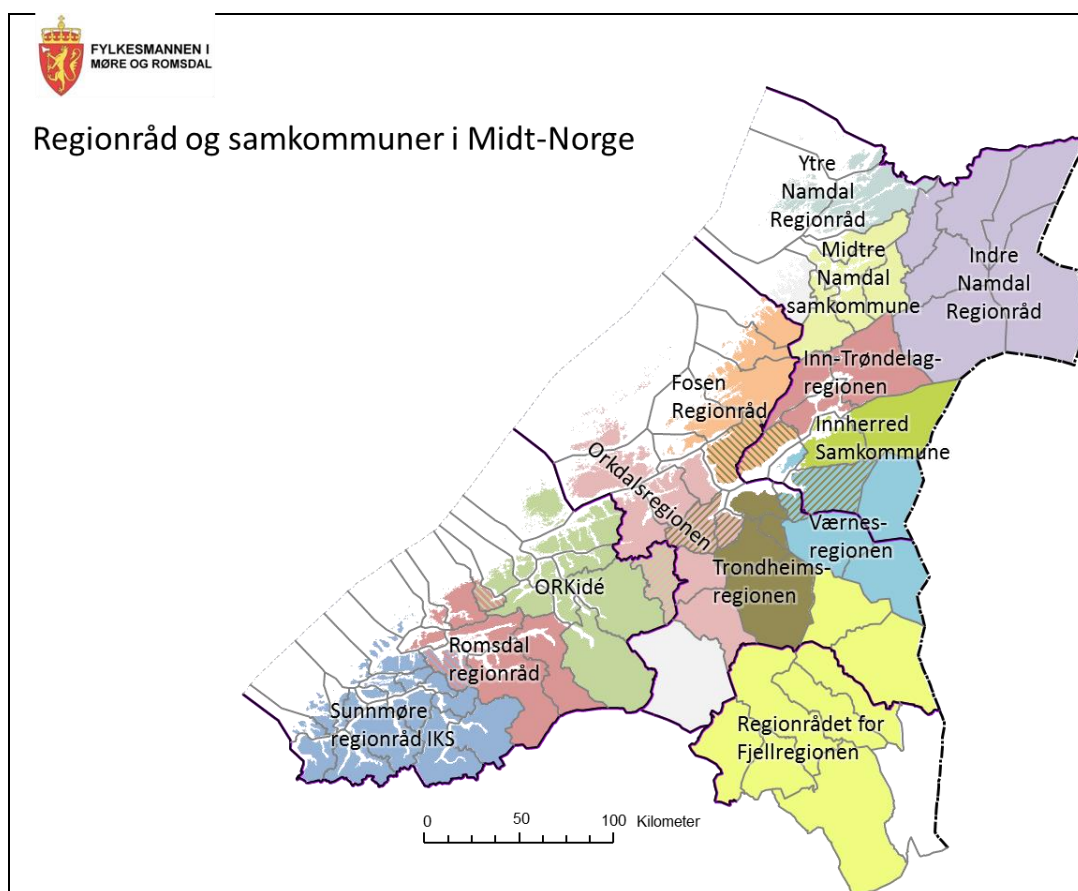 FYLKESMANNEN I
MØRE OG ROMSDAL
Regionråd og samkommuner i Midt-Norge
Ytre
Namdal
Regionråd
Midtre
Namdal
samkommune
Indre
Namdal
Regionråd
Inn-Trøndelag-
regionen
Fosen
Regionråd
Innherred
Samkommune
Orkdalsregionen
Værnes-
regionen
Trondheims-
regionen
ORKidé
Romsdal
regionråd
Sunnmøre
regionråd IKS
Regionrådet for
Fjellregionen
0 50 100 Kilometer